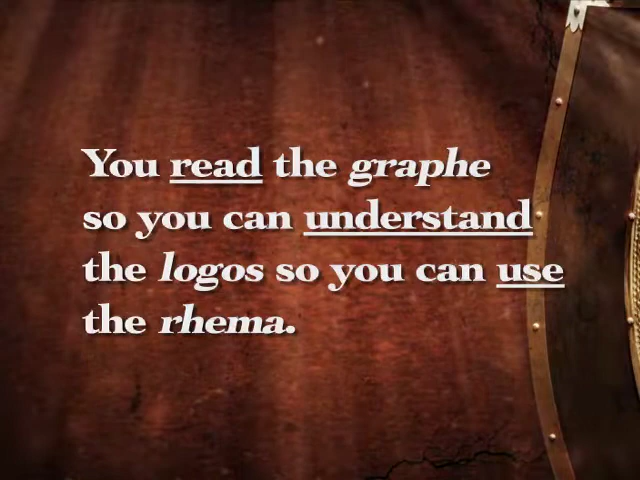 You read the graphe
so you can understand
the logos so you can use
the rhema.